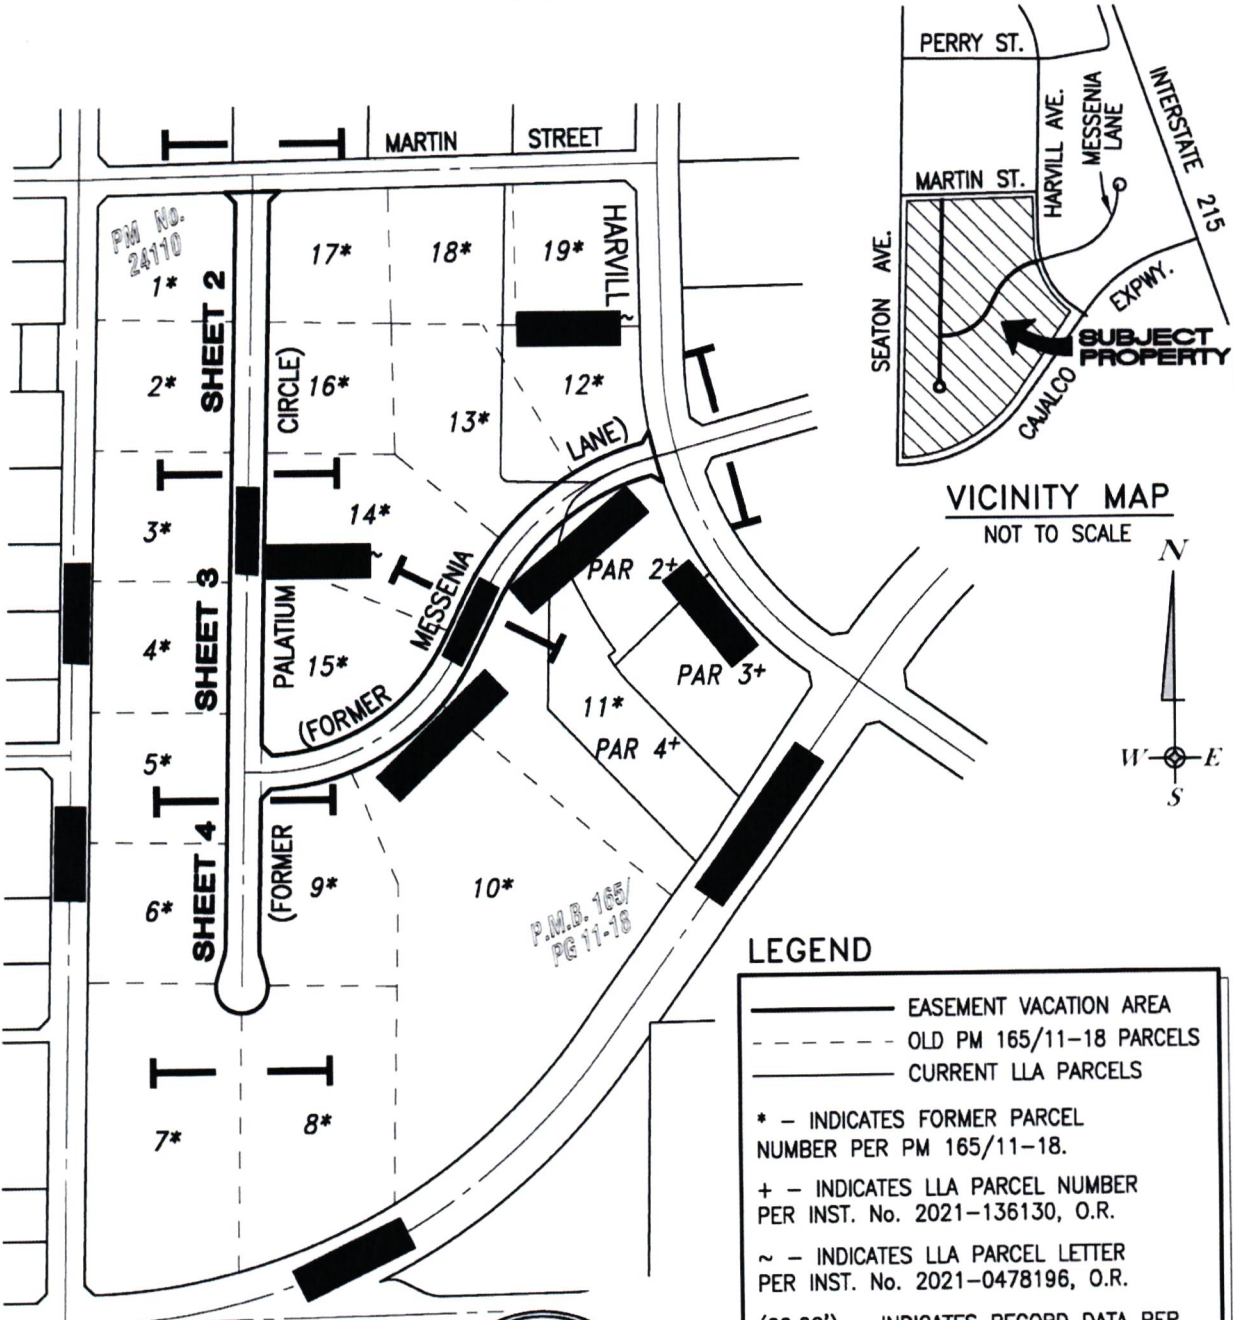 PERRY ST.
HARVILL AVE.
MESSENIA
LANE
INTERSTATE 215
MARTIN ST.
SEATON AVE.
EXPWY.
CAJALCO
SUBJECT
PROPERTY
VICINITY MAP
NOT TO SCALE
N
W
E
S
MARTIN STREET
PM No.
24110
1*
17*
18*
19*
HARVILL
~
SHEET 2
2*
CIRCLE)
16*
13*
12*
LANE)
3*
14*
~
PAR 2+
MESSENIA
SHEET 3
PALATIUM
4*
15*
PAR 3+
(FORMER
11*
PAR 4+
5*
SHEET 4
(FORMER
6*
9*
10*
P.M.B. 165/
PG 11-18
7*
8*
LEGEND
EASEMENT VACATION AREA
OLD PM 165/11-18 PARCELS
CURRENT LLA PARCELS
* - INDICATES FORMER PARCEL
NUMBER PER PM 165/11-18.
+ - INDICATES LLA PARCEL NUMBER
PER INST. No. 2021-136130, O.R.
~ - INDICATES LLA PARCEL LETTER
PER INST. No. 2021-0478196, O.R.
INDICATES RECORD DATA PER